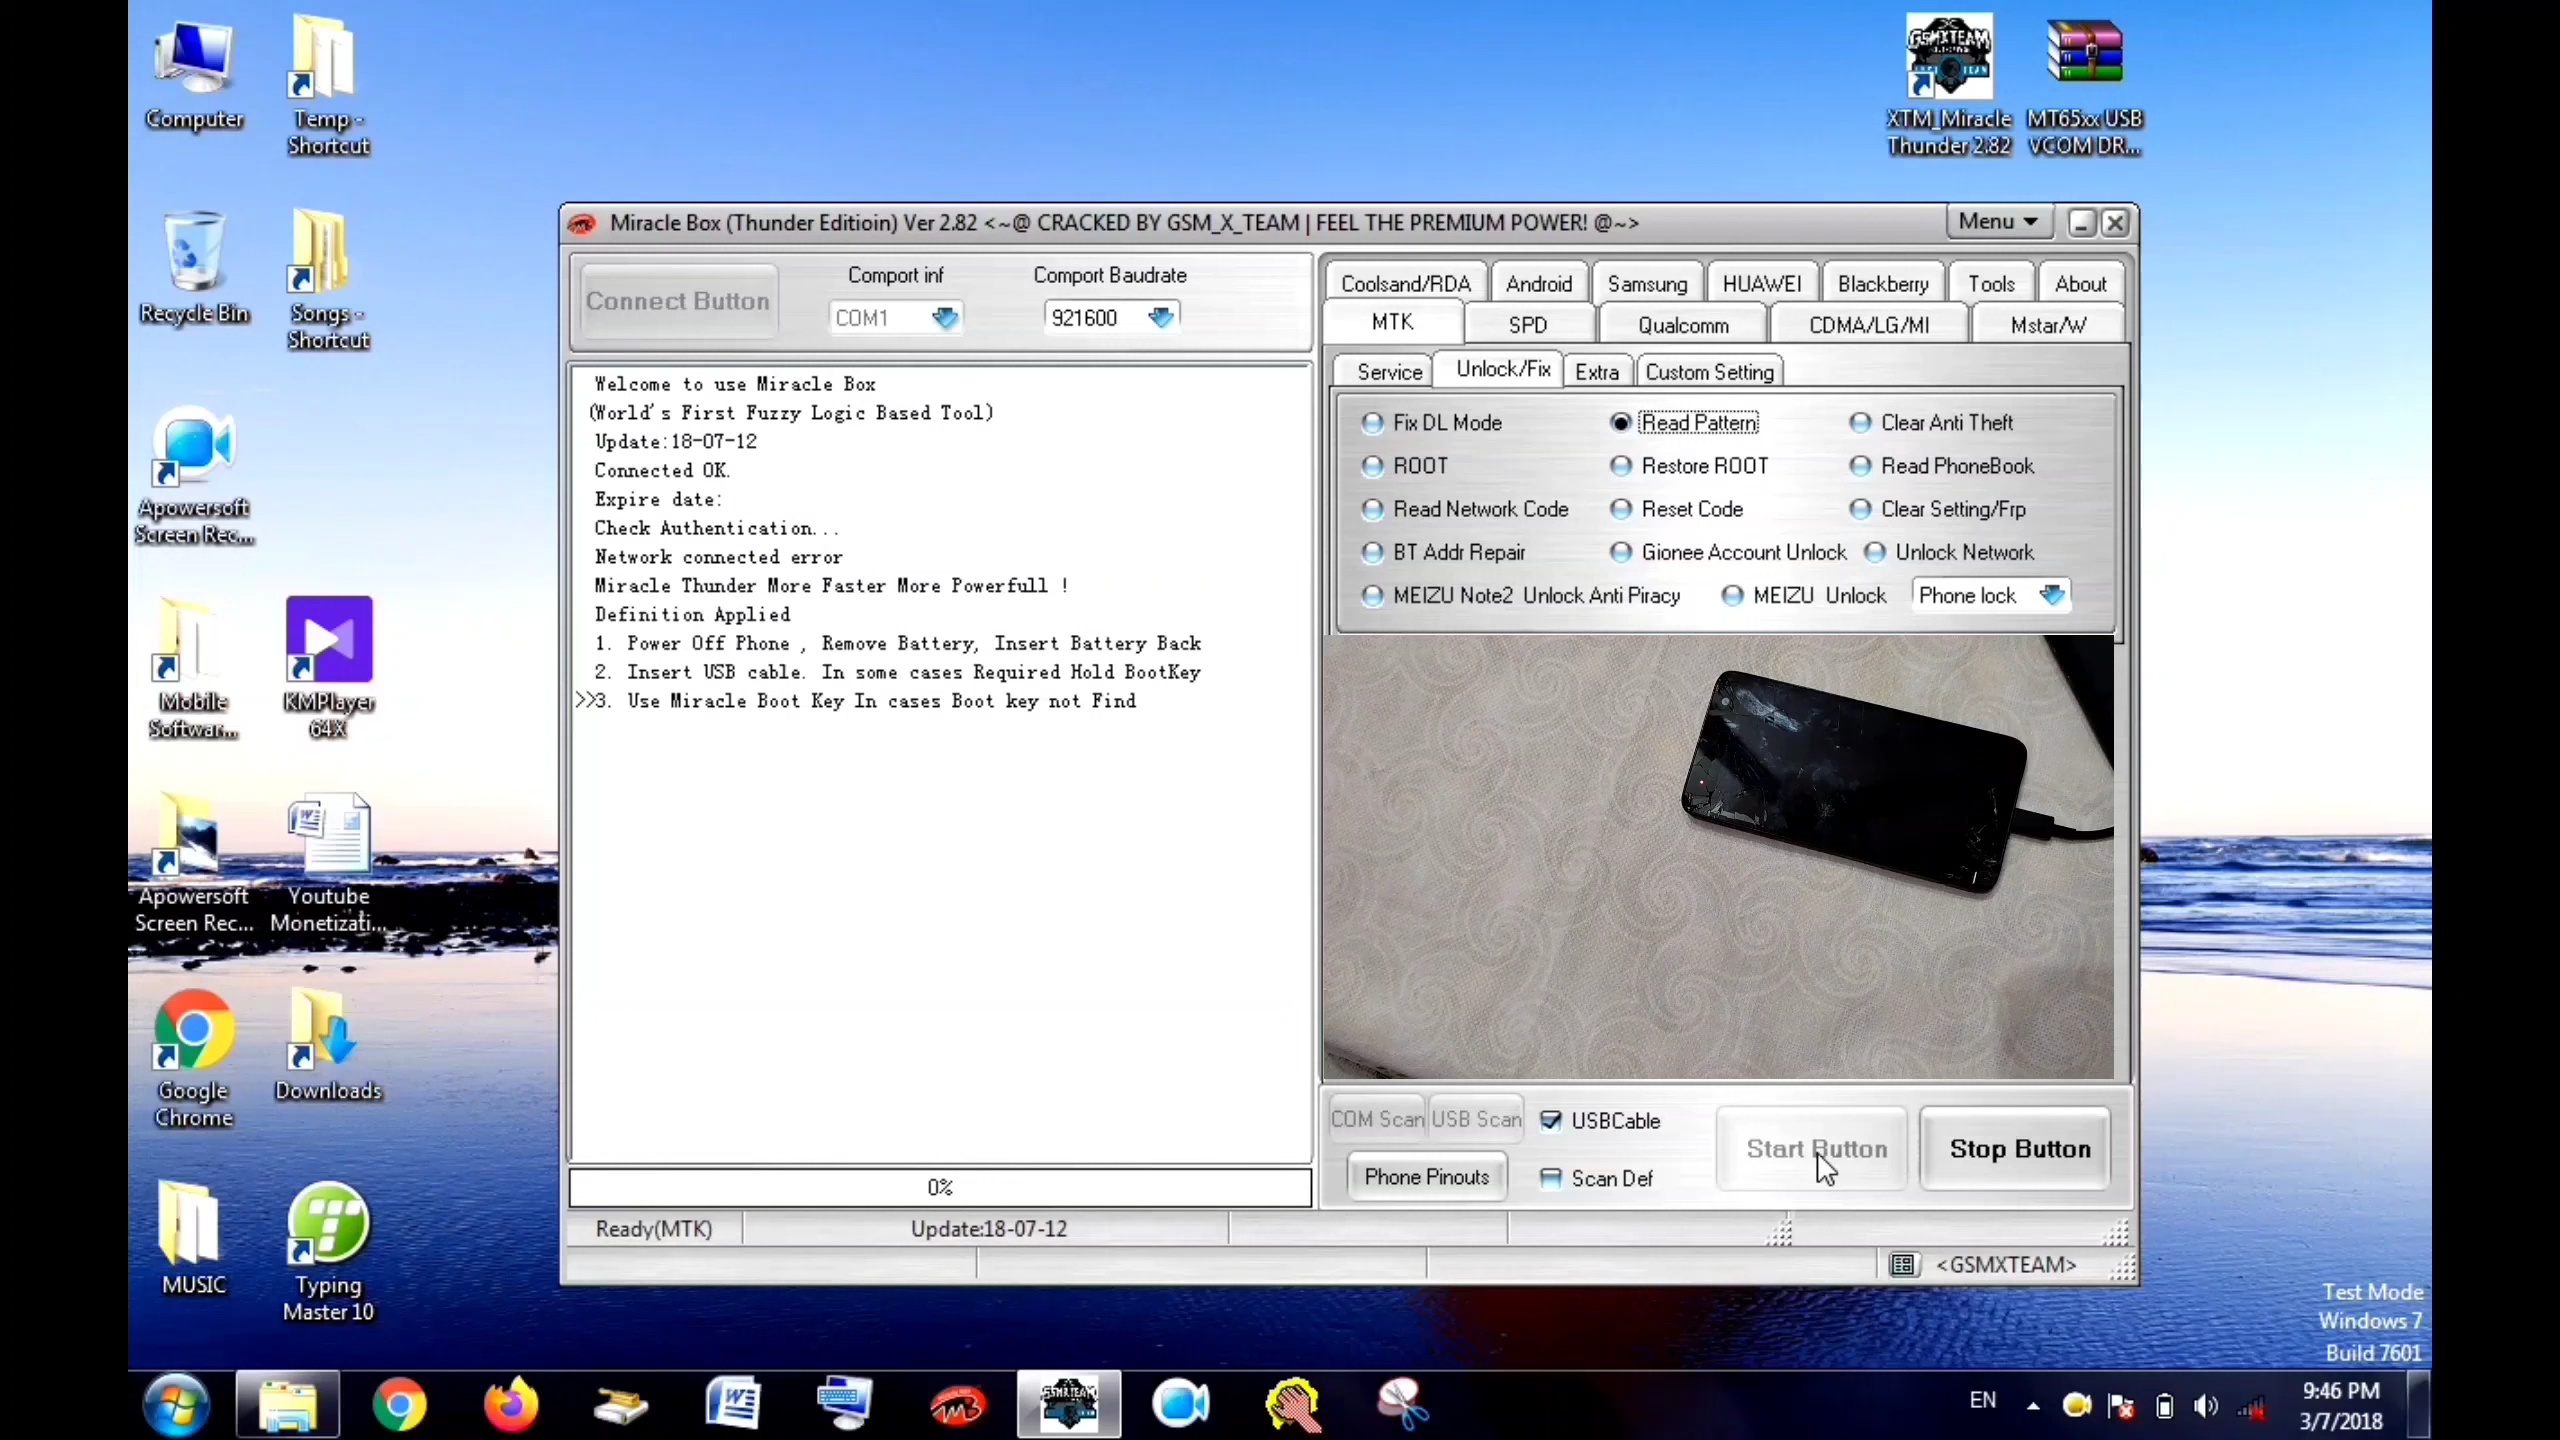 Computer
Temp -
Shortcut
Recycle Bin
Songs -
Shortcut
Apowersoft
Screen Rec...
Mobile
Softwar...
KMPlayer
64X
Apowersoft
Screen Rec...
Youtube
Monetizati...
Google
Chrome
Downloads
MUSIC
Typing
Master 10
GSMXTEAM
XTM_Miracle
Thunder 2.82
MT65xx USB
VCOM DR...
Miracle Box (Thunder Editioin) Ver 2.82 <~@ CRACKED BY GSM_X_TEAM | FEEL THE PREMIUM POWER! @~>
Menu
Connect Button
Comport inf
COM1
Comport Baudrate
921600
Welcome to use Miracle Box
(World's First Fuzzy Logic Based Tool)
Update:18-07-12
Connected OK.
Expire date:
Check Authentication...
Network connected error
Miracle Thunder More Faster More Powerfull !
Definition Applied
1. Power Off Phone , Remove Battery, Insert Battery Back
2. Insert USB cable. In some cases Required Hold BootKey
>>3. Use Miracle Boot Key In cases Boot key not Find
0%
Ready(MTK)
Update:18-07-12
Coolsand/RDA Android Samsung HUAWEI Blackberry Tools About
MTK SPD Qualcomm CDMA/LG/MI Mstar/W
Service Unlock/Fix Extra Custom Setting
Fix DL Mode Read Pattern Clear Anti Theft
ROOT Restore ROOT Read PhoneBook
Read Network Code Reset Code Clear Setting/Frp
BT Addr Repair Gionee Account Unlock Unlock Network
MEIZU Note2 Unlock Anti Piracy MEIZU Unlock Phone lock
COM Scan USB Scan USBCable
Phone Pinouts Scan Def
Start Button Stop Button
<GSMXTEAM>
Test Mode
Windows 7
Build 7601
EN
9:46 PM
3/7/2018